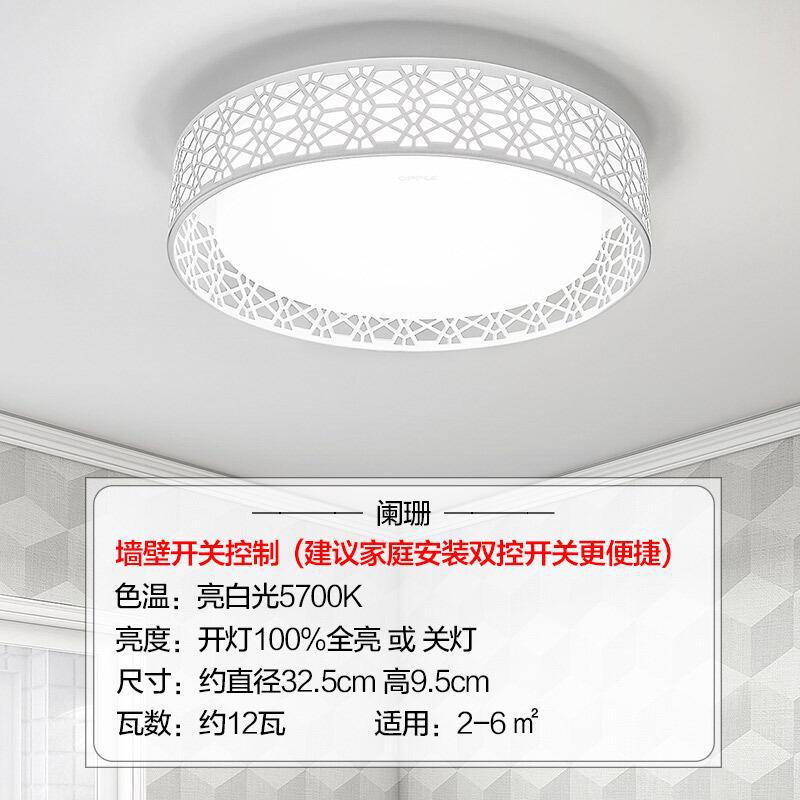 OPPLE
阑珊
墙壁开关控制（建议家庭安装双控开关更便捷）
色温：亮白光5700K
亮度：开灯100%全亮 或 关灯
尺寸：约直径32.5cm 高9.5cm
瓦数：约12瓦 适用：2-6㎡